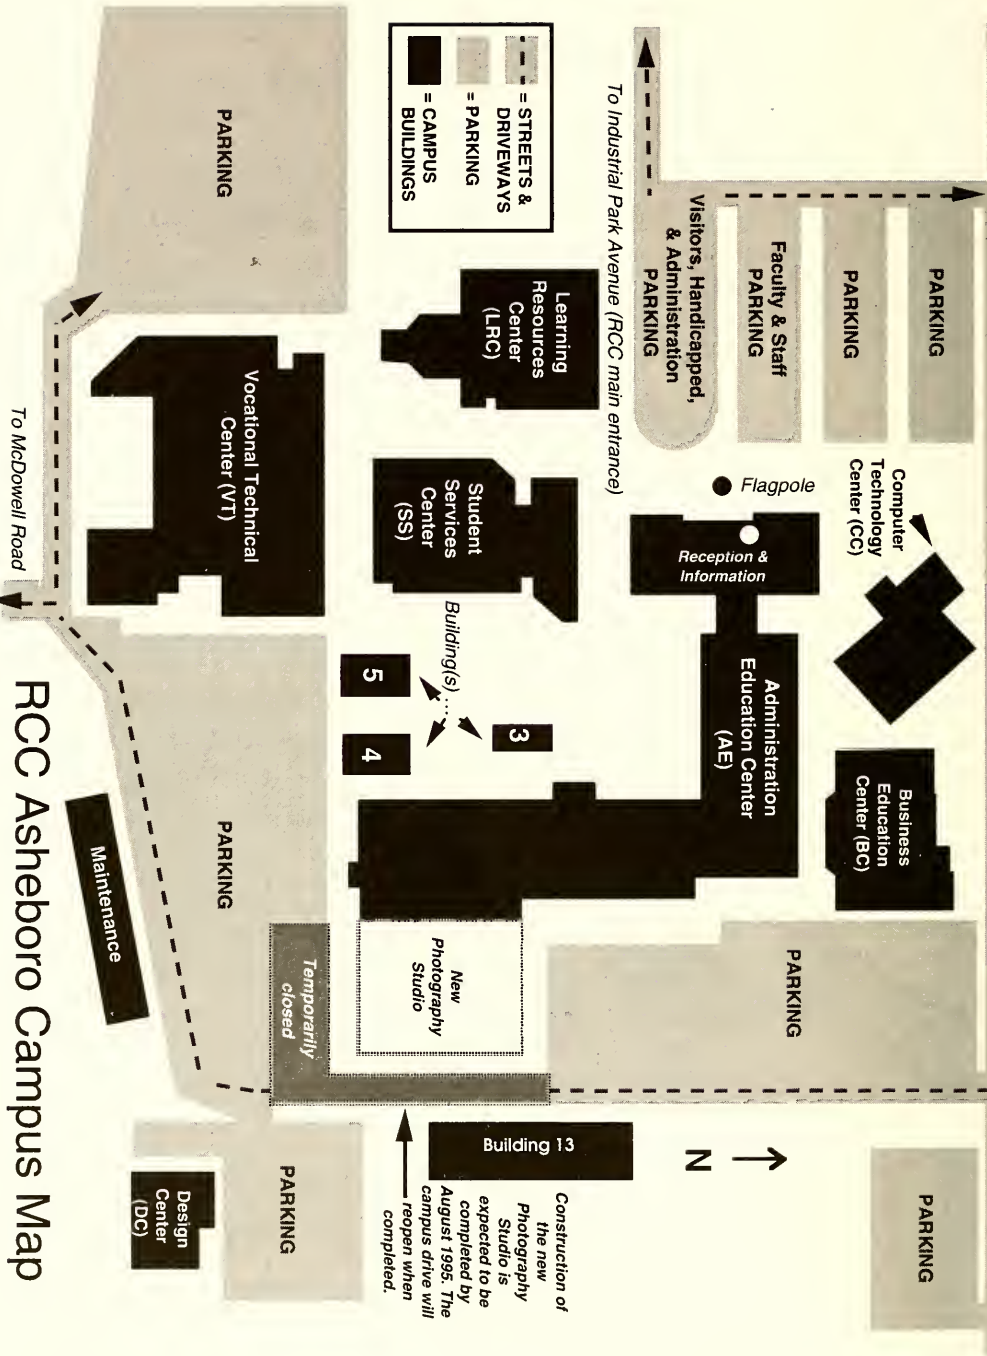 RCC Asheboro Campus Map
= STREETS &
DRIVEWAYS
= PARKING
= CAMPUS
BUILDINGS
To Industrial Park Avenue (RCC main entrance)
PARKING
PARKING
Faculty & Staff
PARKING
Visitors, Handicapped,
& Administration
PARKING
Flagpole
Computer
Technology
Center (CC)
Reception &
Information
Learning
Resources
Center
(LRC)
Student
Services
Center
(SS)
Vocational Technical
Center (VT)
PARKING
To McDowell Road
Building(s) ....
3
5
4
Administration
Education Center
(AE)
Business
Education
Center (BC)
PARKING
New
Photography
Studio
Temporarily
closed
PARKING
Maintenance
Building 13
N
PARKING
PARKING
Design
Center
(DC)
Construction of
the new
Photography
Studio is
expected to be
completed by
August 1995. The
campus drive will
reopen when
completed.